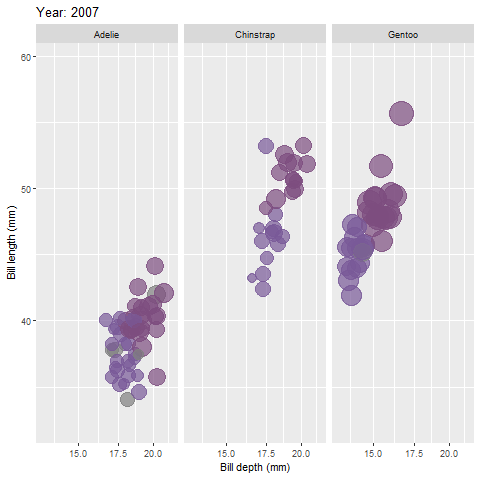 Year: 2007
Adelie
Chinstrap
Gentoo
60
50
40
15.0 17.5 20.0 15.0 17.5 20.0 15.0 17.5 20.0
Bill depth (mm)
Bill length (mm)